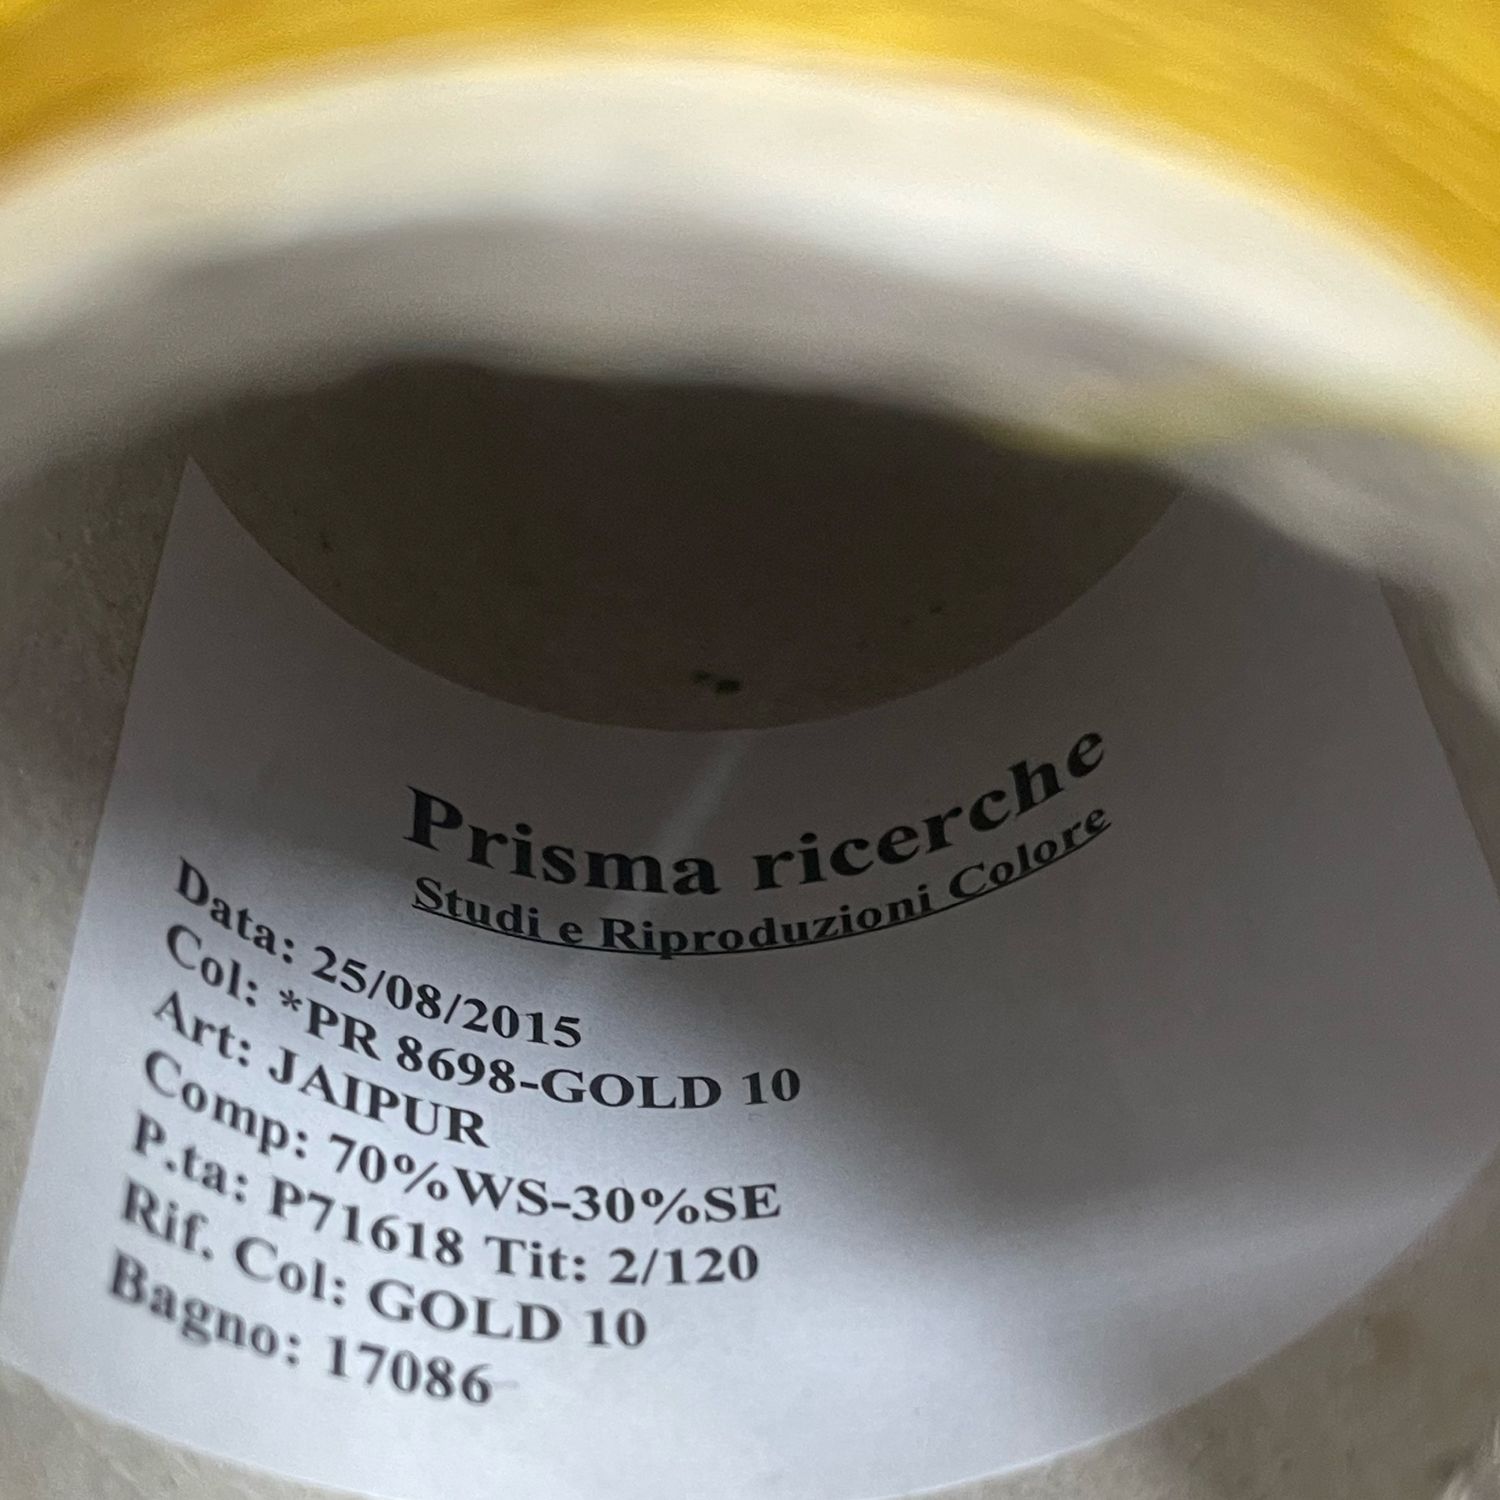 Prisma ricerche
Studi e Riproduzioni Colore
Data: 25/08/2015
Col: *PR 8698-GOLD 10
Art: JAIPUR
Comp: 70%WS-30%SE
P.ta: P71618 Tit: 2/120
Rif. Col: GOLD 10
Bagno: 17086